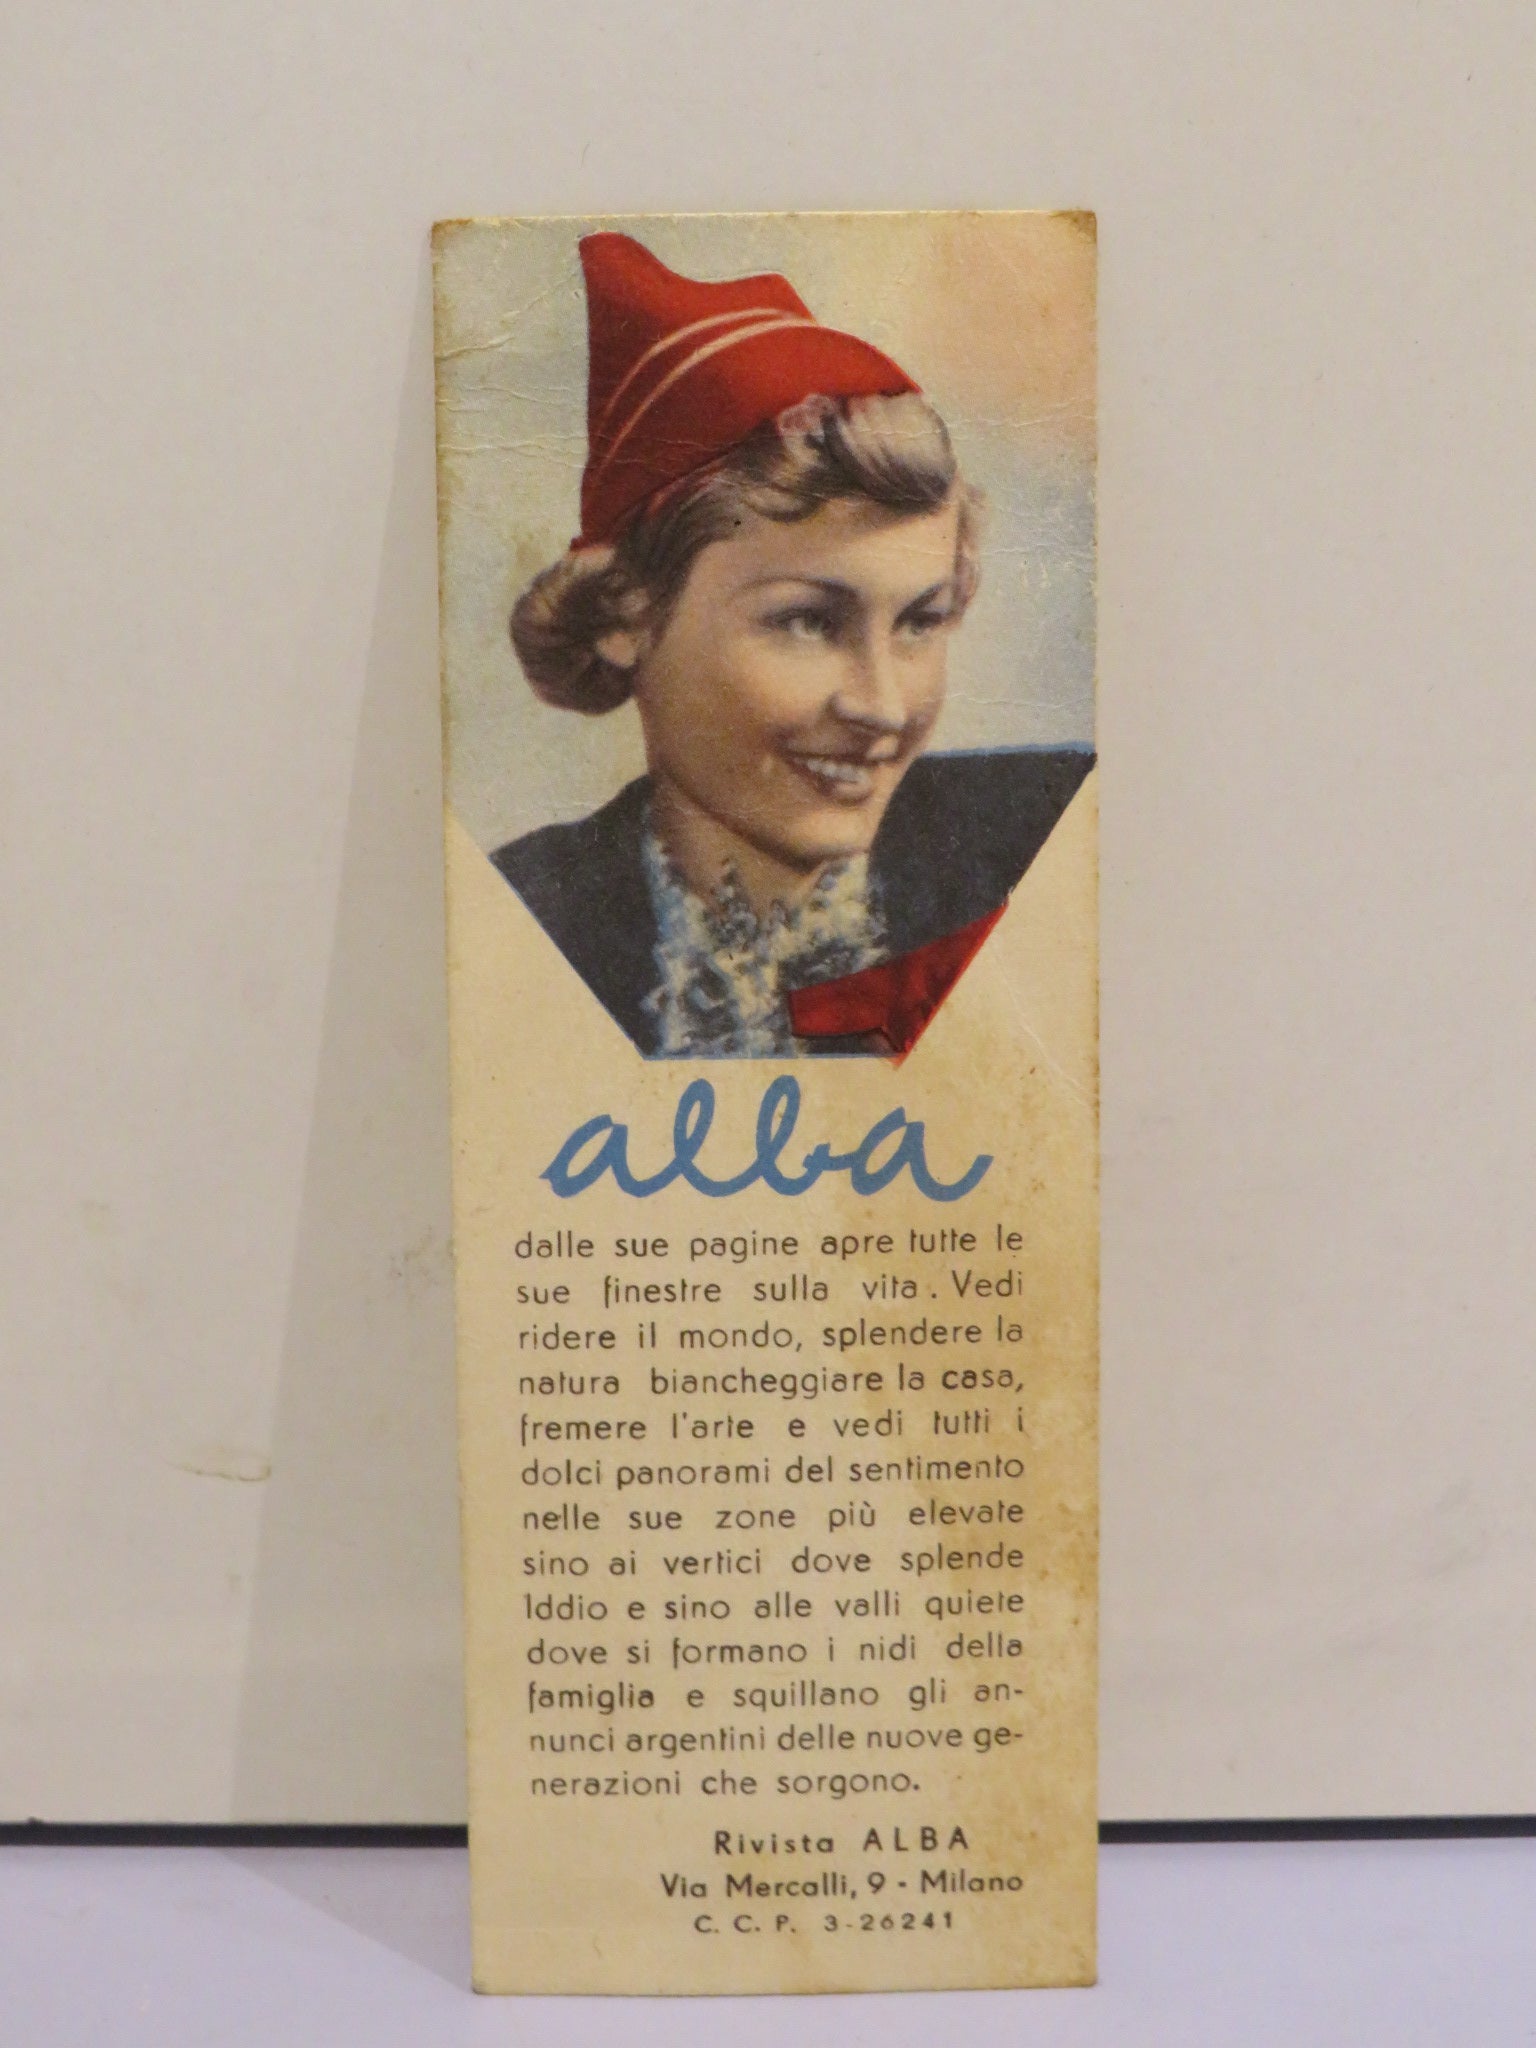 alba
dalle sue pagine apre tutte le
sue finestre sulla vita. Vedi
ridere il mondo, splendere la
natura biancheggiare la casa,
fremere l'arte e vedi tutti i
dolci panorami del sentimento
nelle sue zone più elevate
sino ai vertici dove splende
Iddio e sino alle valli quiete
dove si formano i nidi della
famiglia e squillano gli an-
nunci argentini delle nuove ge-
nerazioni che sorgono.
Rivista ALBA
Via Mercalli, 9 - Milano
C. C. P. 3-26241